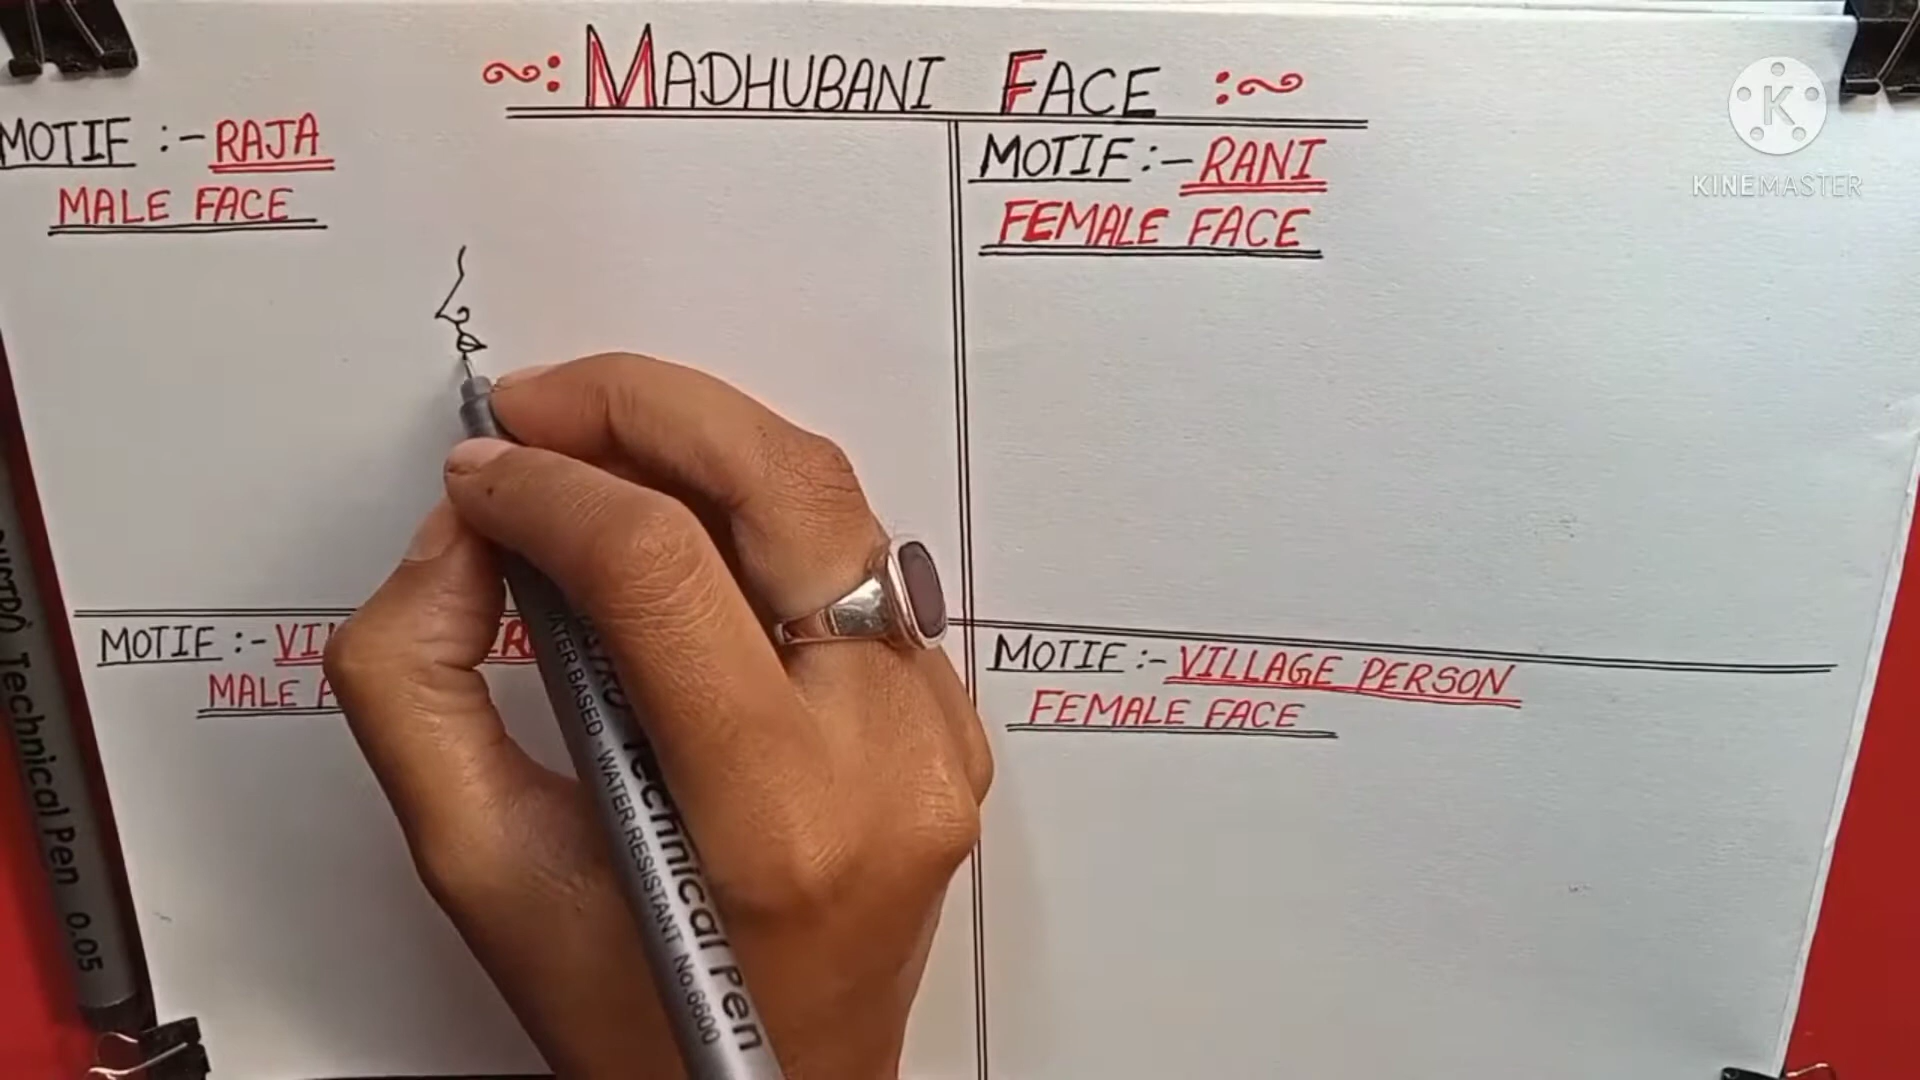 ~: MADHUBANI FACE :~
MOTIF :- RAJA
MALE FACE
MOTIF :- RANI
FEMALE FACE
KINEMASTER
MOTIF :-
MALE
MOTIF :- VILLAGE PERSON
FEMALE FACE
Technical Pen 0.05
Technical Pen
WATER BASED - WATER RESISTANT No.6600